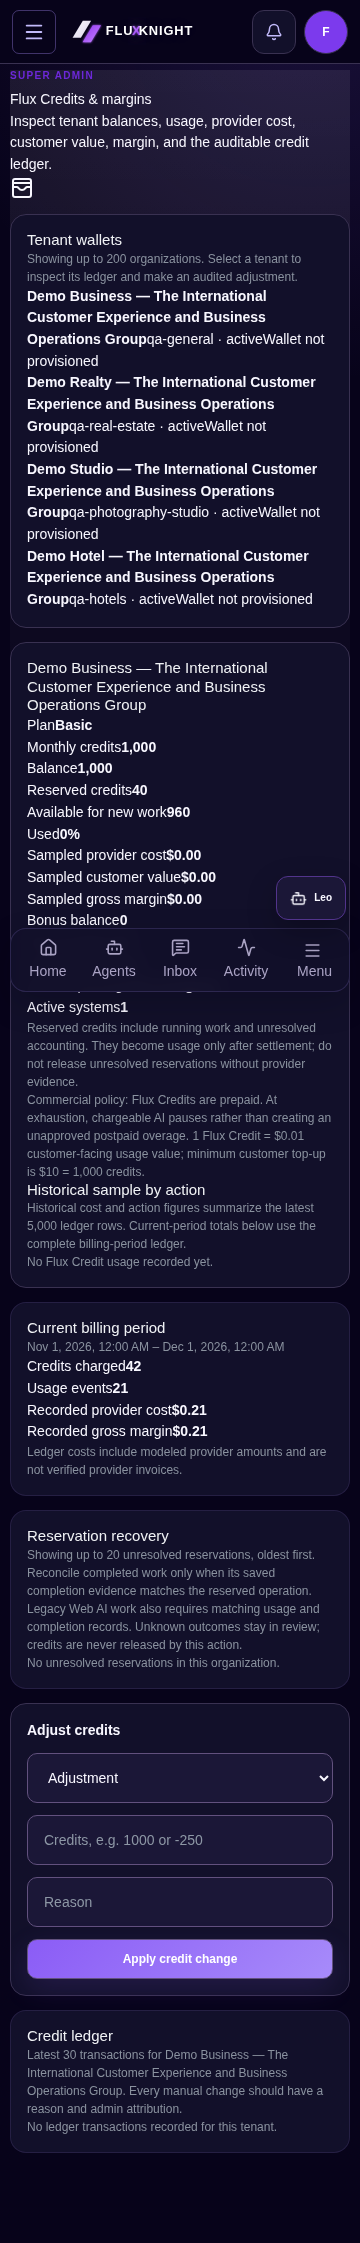 FLUXKNIGHT
F
SUPER ADMIN
Flux Credits & margins
Inspect tenant balances, usage, provider cost,
customer value, margin, and the auditable credit
ledger.
Tenant wallets
Showing up to 200 organizations. Select a tenant to
inspect its ledger and make an audited adjustment.
Demo Business — The International
Customer Experience and Business
Operations Groupqa-general · activeWallet not
provisioned
Demo Realty — The International Customer
Experience and Business Operations
Groupqa-real-estate · activeWallet not
provisioned
Demo Studio — The International Customer
Experience and Business Operations
Groupqa-photography-studio · activeWallet not
provisioned
Demo Hotel — The International Customer
Experience and Business Operations
Groupqa-hotels · activeWallet not provisioned
Demo Business — The International
Customer Experience and Business
Operations Group
PlanBasic
Monthly credits1,000
Balance1,000
Reserved credits40
Available for new work960
Used0%
Sampled provider cost$0.00
Sampled customer value$0.00
Sampled gross margin$0.00
Leo
Bonus balance0
Home Agents Inbox Activity Menu
Active systems1
Reserved credits include running work and unresolved
accounting. They become usage only after settlement; do
not release unresolved reservations without provider
evidence.
Commercial policy: Flux Credits are prepaid. At
exhaustion, chargeable AI pauses rather than creating an
unapproved postpaid overage. 1 Flux Credit = $0.01
customer-facing usage value; minimum customer top-up
is $10 = 1,000 credits.
Historical sample by action
Historical cost and action figures summarize the latest
5,000 ledger rows. Current-period totals below use the
complete billing-period ledger.
No Flux Credit usage recorded yet.
Current billing period
Nov 1, 2026, 12:00 AM – Dec 1, 2026, 12:00 AM
Credits charged42
Usage events21
Recorded provider cost$0.21
Recorded gross margin$0.21
Ledger costs include modeled provider amounts and are
not verified provider invoices.
Reservation recovery
Showing up to 20 unresolved reservations, oldest first.
Reconcile completed work only when its saved
completion evidence matches the reserved operation.
Legacy Web AI work also requires matching usage and
completion records. Unknown outcomes stay in review;
credits are never released by this action.
No unresolved reservations in this organization.
Adjust credits
Adjustment
Credits, e.g. 1000 or -250
Reason
Apply credit change
Credit ledger
Latest 30 transactions for Demo Business — The
International Customer Experience and Business
Operations Group. Every manual change should have a
reason and admin attribution.
No ledger transactions recorded for this tenant.